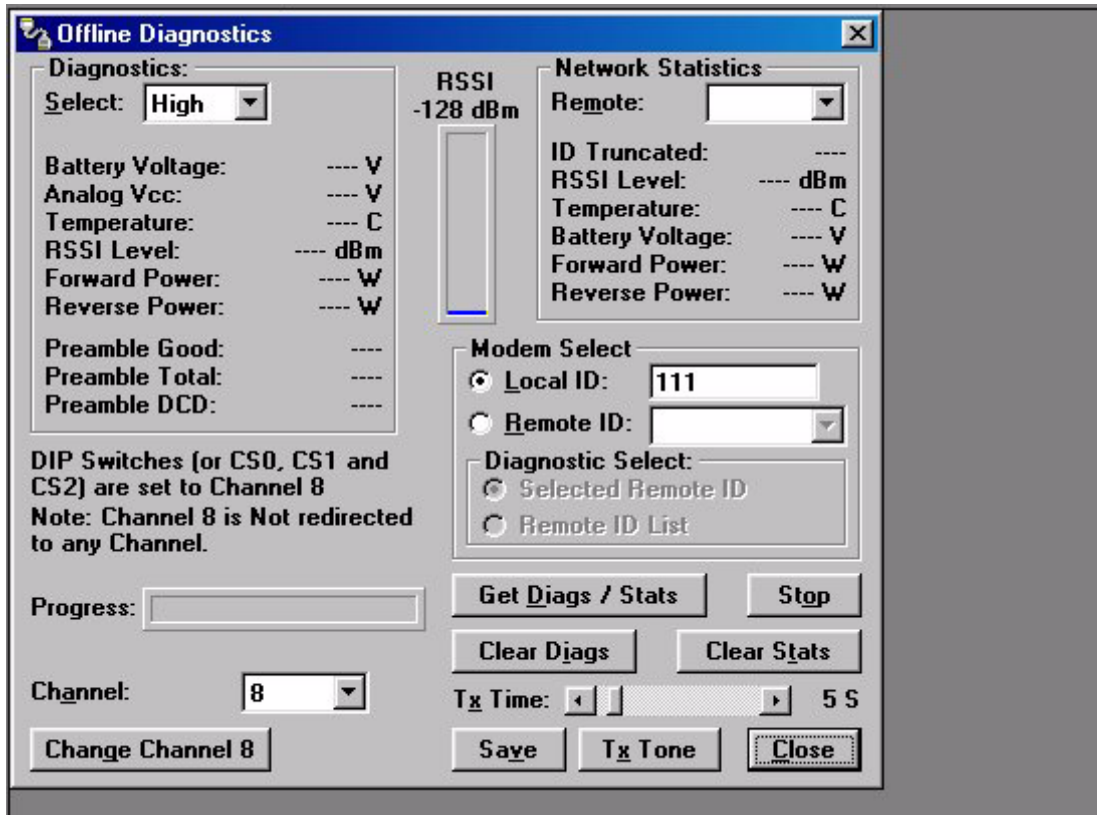 Offline Diagnostics
Diagnostics:
Select: High
Battery Voltage: ---- V
Analog Vcc: ---- V
Temperature: ---- C
RSSI Level: ---- dBm
Forward Power: ---- W
Reverse Power: ---- W
Preamble Good: ----
Preamble Total: ----
Preamble DCD: ----
RSSI
-128 dBm
Network Statistics
Remote:
ID Truncated: ----
RSSI Level: ---- dBm
Temperature: ---- C
Battery Voltage: ---- V
Forward Power: ---- W
Reverse Power: ---- W
Modem Select
Local ID: 111
Remote ID:
Diagnostic Select:
Selected Remote ID
Remote ID List
DIP Switches (or CS0, CS1 and
CS2) are set to Channel 8
Note: Channel 8 is Not redirected
to any Channel.
Progress:
Get Diags / Stats Stop
Clear Diags Clear Stats
Channel: 8
Tx Time: 5 S
Change Channel 8
Save Tx Tone Close